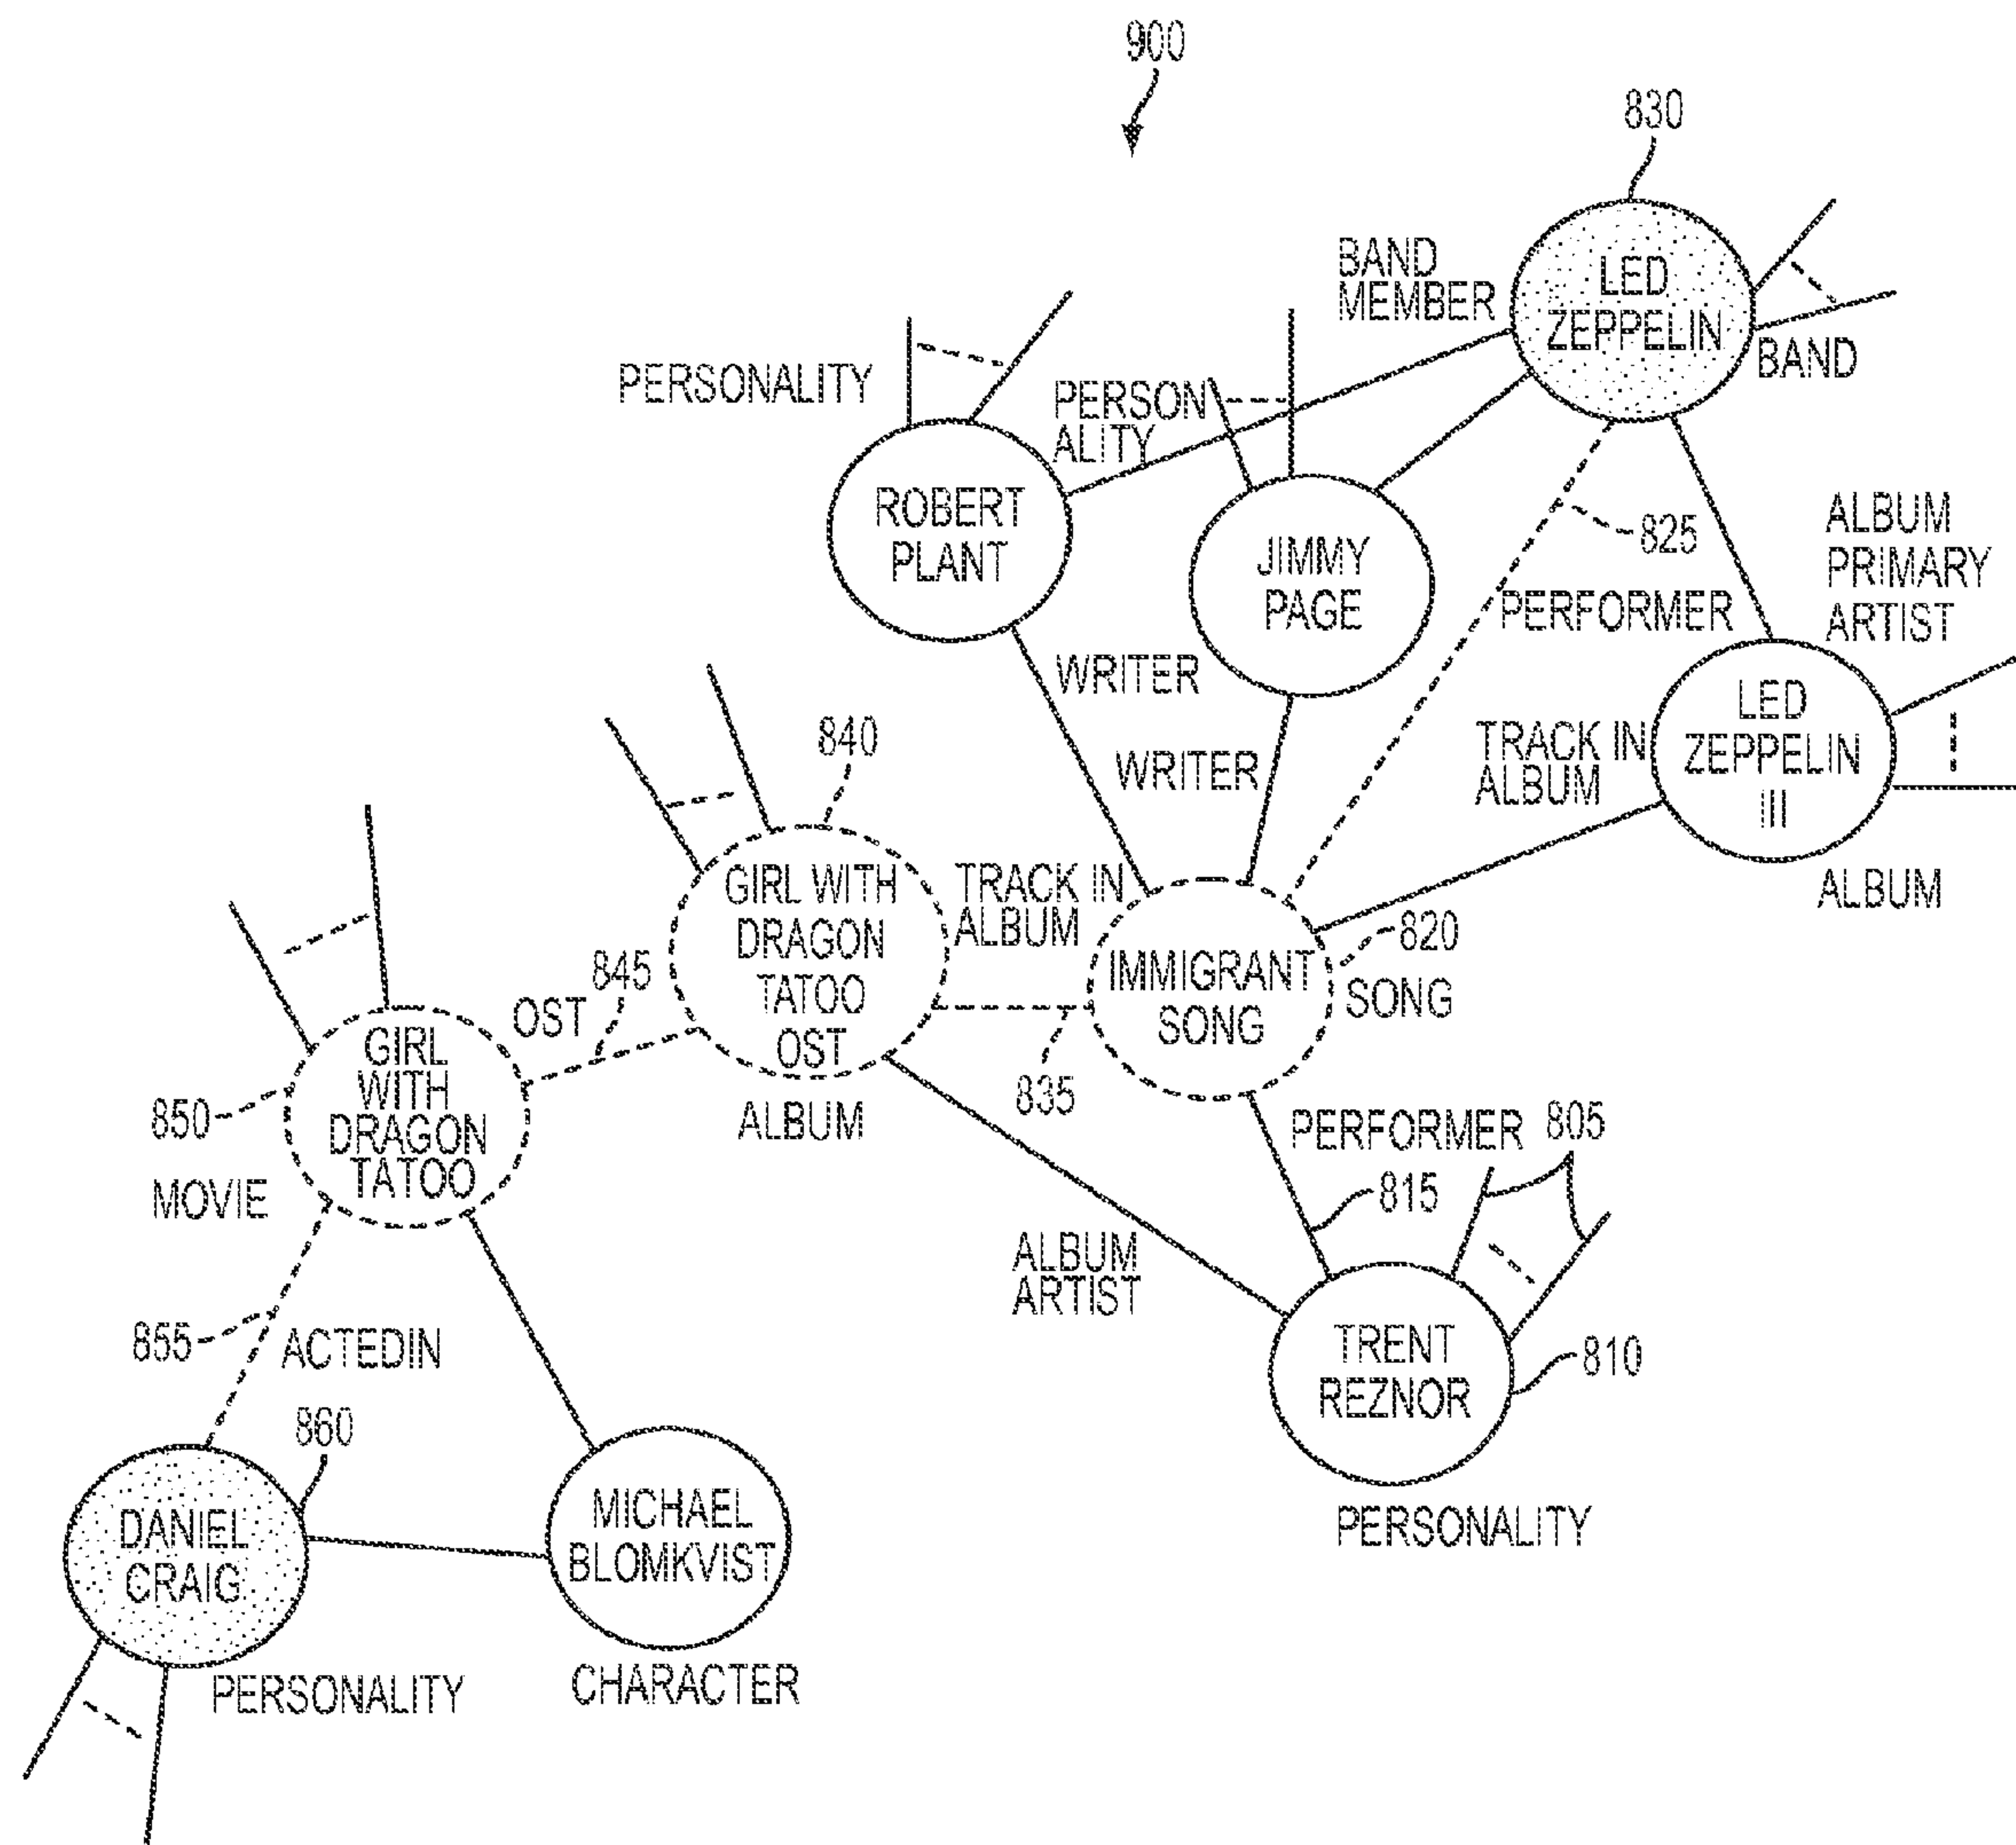 900
830
BAND
MEMBER
LED
ZEPPELIN
BAND
PERSONALITY
PERSON
ALITY
ROBERT
PLANT
JIMMY
PAGE
825
PERFORMER
ALBUM
PRIMARY
ARTIST
WRITER
WRITER
TRACK IN
ALBUM
LED
ZEPPELIN
III
ALBUM
840
GIRL WITH
DRAGON
TATOO
OST
ALBUM
TRACK IN
ALBUM
835
IMMIGRANT
SONG
820
SONG
OST
845
GIRL
WITH
DRAGON
TATOO
850
MOVIE
PERFORMER
805
815
ALBUM
ARTIST
TRENT
REZNOR
810
PERSONALITY
855
ACTEDIN
860
DANIEL
CRAIG
PERSONALITY
MICHAEL
BLOMKVIST
CHARACTER